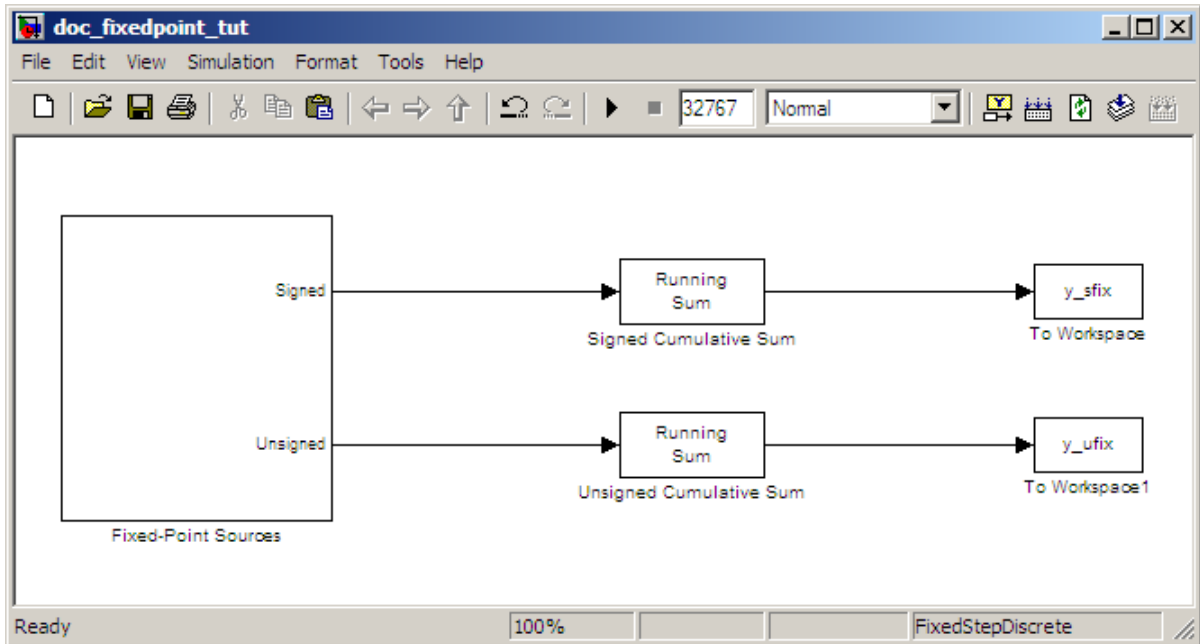 doc_fixedpoint_tut
File Edit View Simulation Format Tools Help
32767 Normal
Signed
Running
Sum
Signed Cumulative Sum
y_sfix
To Workspace
Unsigned
Running
Sum
Unsigned Cumulative Sum
y_ufix
To Workspace1
Fixed-Point Sources
Ready 100% FixedStepDiscrete